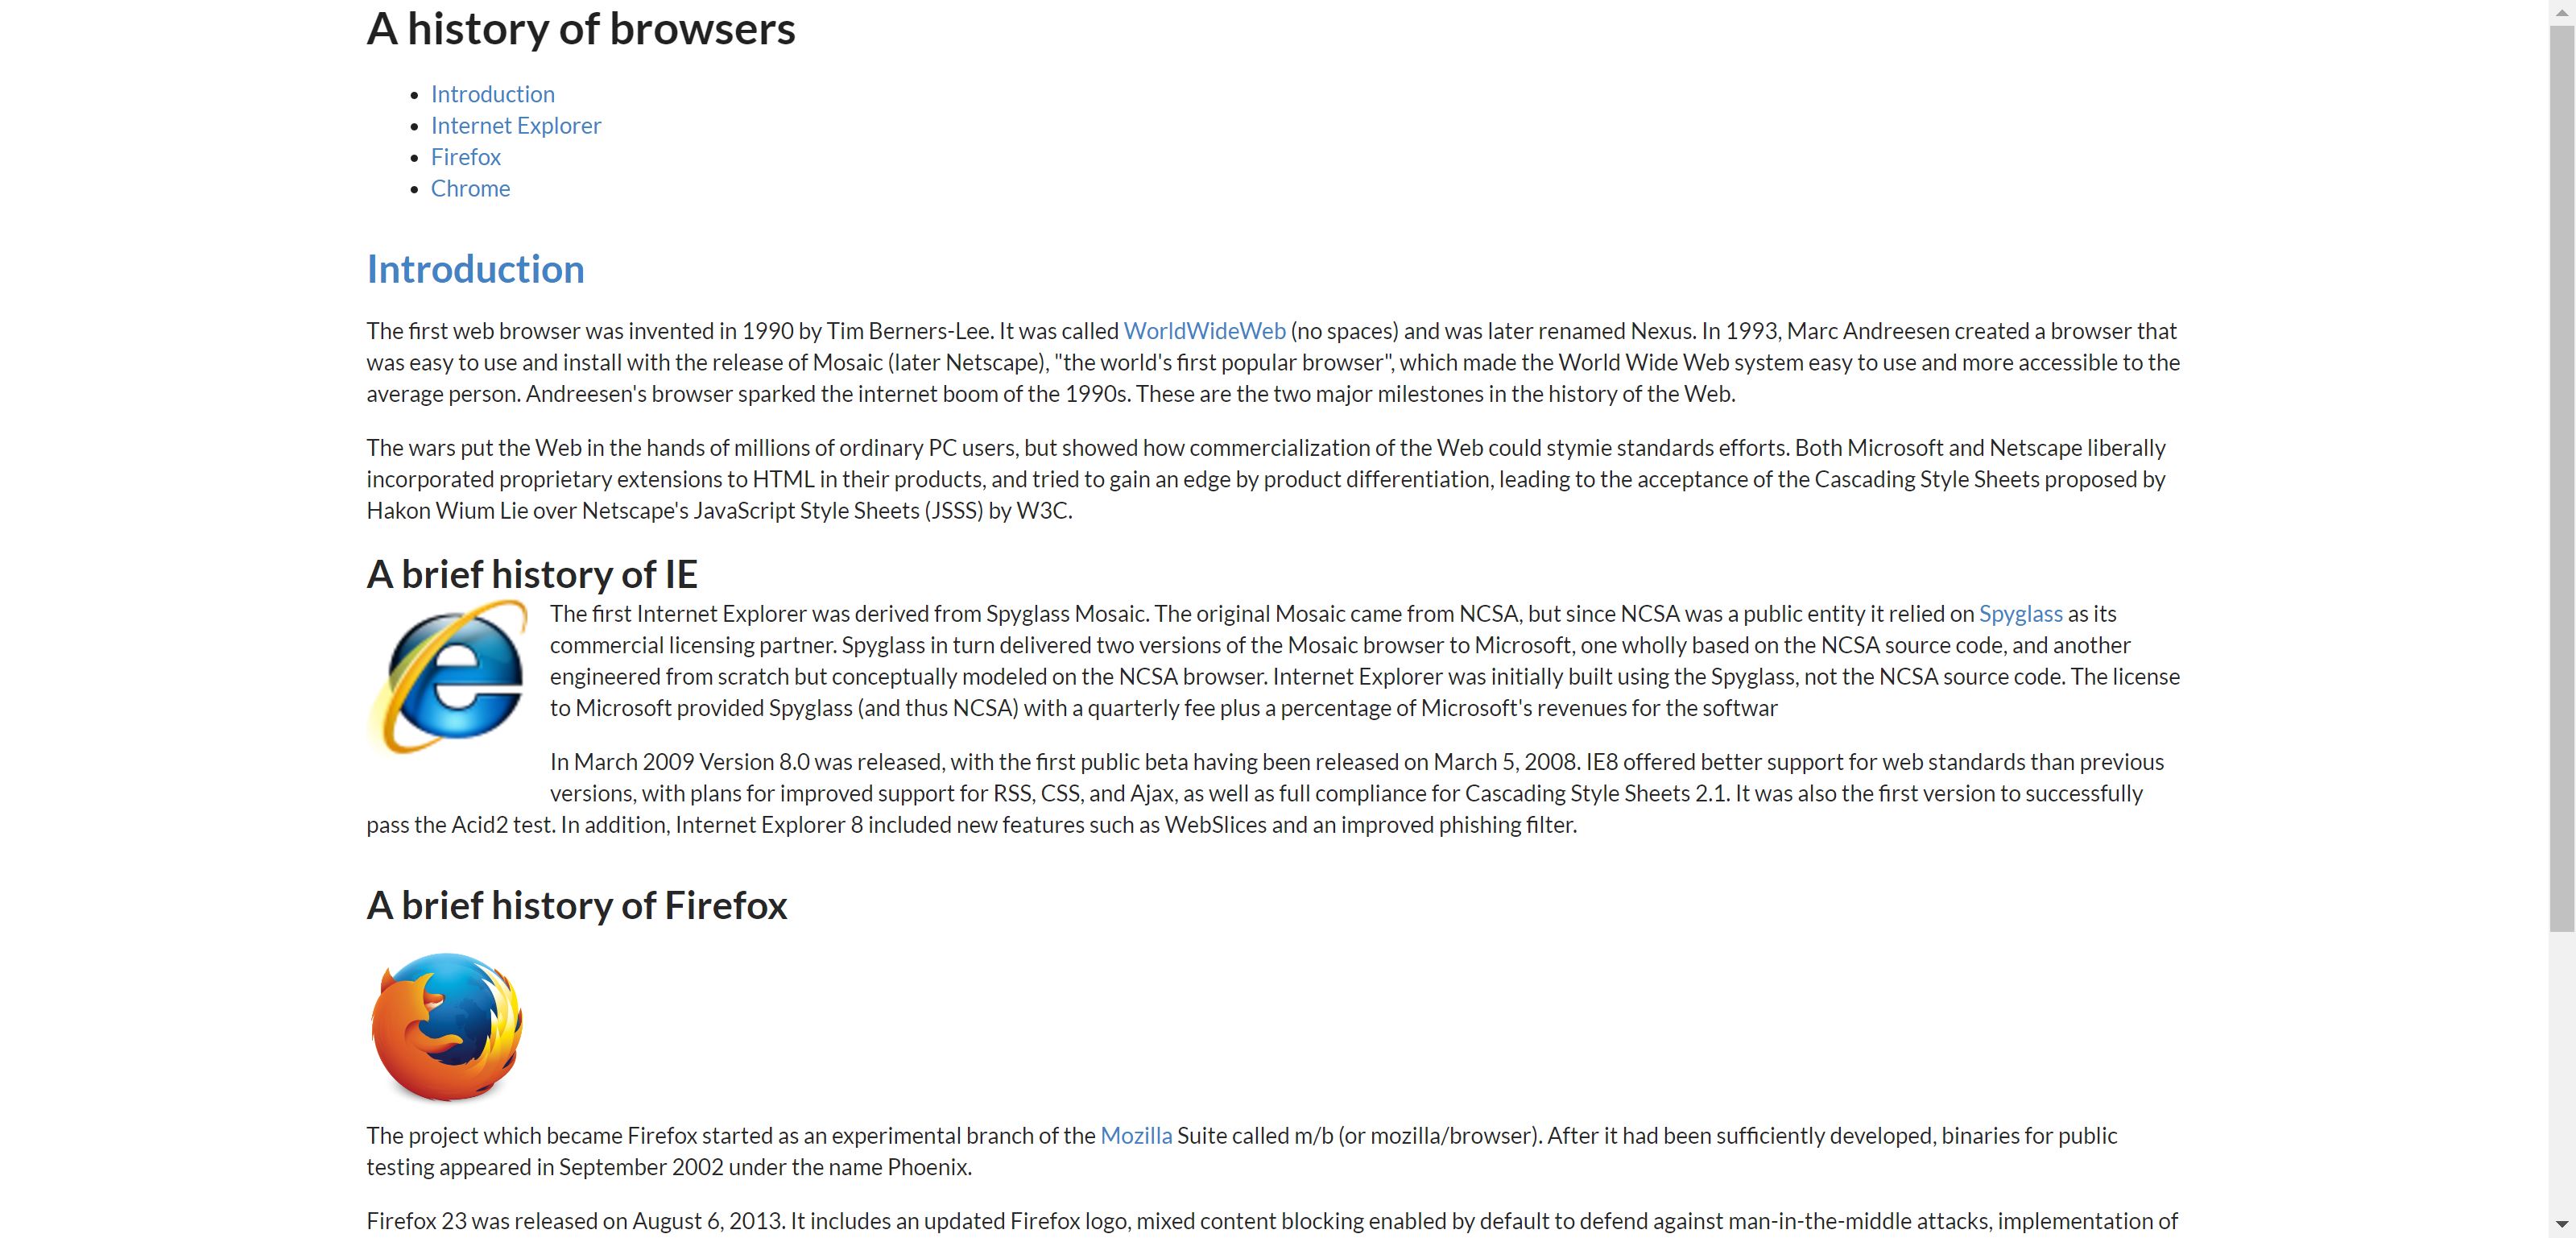 A history of browsers
Introduction
Internet Explorer
Firefox
Chrome
Introduction
The first web browser was invented in 1990 by Tim Berners-Lee. It was called WorldWideWeb (no spaces) and was later renamed Nexus. In 1993, Marc Andreesen created a browser that
was easy to use and install with the release of Mosaic (later Netscape), "the world's first popular browser", which made the World Wide Web system easy to use and more accessible to the
average person. Andreesen's browser sparked the internet boom of the 1990s. These are the two major milestones in the history of the Web.
The wars put the Web in the hands of millions of ordinary PC users, but showed how commercialization of the Web could stymie standards efforts. Both Microsoft and Netscape liberally
incorporated proprietary extensions to HTML in their products, and tried to gain an edge by product differentiation, leading to the acceptance of the Cascading Style Sheets proposed by
Hakon Wium Lie over Netscape's JavaScript Style Sheets (JSSS) by W3C.
A brief history of IE
The first Internet Explorer was derived from Spyglass Mosaic. The original Mosaic came from NCSA, but since NCSA was a public entity it relied on Spyglass as its
commercial licensing partner. Spyglass in turn delivered two versions of the Mosaic browser to Microsoft, one wholly based on the NCSA source code, and another
engineered from scratch but conceptually modeled on the NCSA browser. Internet Explorer was initially built using the Spyglass, not the NCSA source code. The license
to Microsoft provided Spyglass (and thus NCSA) with a quarterly fee plus a percentage of Microsoft's revenues for the softwar
In March 2009 Version 8.0 was released, with the first public beta having been released on March 5, 2008. IE8 offered better support for web standards than previous
versions, with plans for improved support for RSS, CSS, and Ajax, as well as full compliance for Cascading Style Sheets 2.1. It was also the first version to successfully
pass the Acid2 test. In addition, Internet Explorer 8 included new features such as WebSlices and an improved phishing filter.
A brief history of Firefox
The project which became Firefox started as an experimental branch of the Mozilla Suite called m/b (or mozilla/browser). After it had been sufficiently developed, binaries for public
testing appeared in September 2002 under the name Phoenix.
Firefox 23 was released on August 6, 2013. It includes an updated Firefox logo, mixed content blocking enabled by default to defend against man-in-the-middle attacks, implementation of